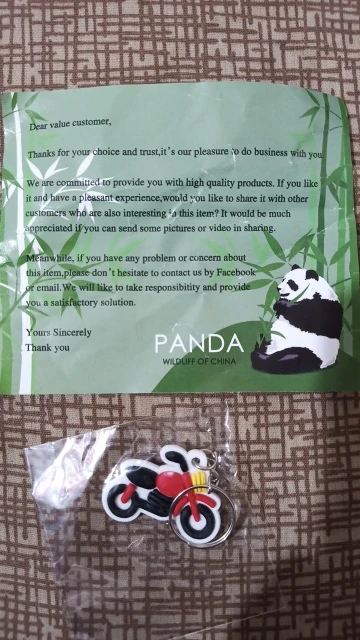 Dear value customer,
Thanks for your choice and trust,it's our pleasure to do business with you
We are committed to provide you with high quality products. If you like
it and have a pleasant experience,would you like to share it with other
customers who are also interesting in this item? It would be much
appreciated if you can send some pictures or video in sharing.
Meanwhile, if you have any problem or concern about
this item,please don't hesitate to contact us by Facebook
or email.We will like to take responsibitiity and provide
you a satisfactory solution.
Yours Sincerely
Thank you
PANDA
WILDLIFF OF CHINA